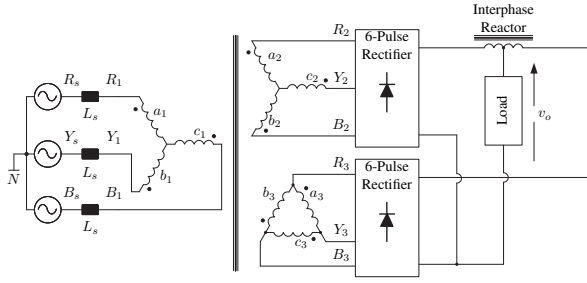 Interphase
Reactor
R₂
6-Pulse
Rectifier
a₂
c₂
Y₂
b₂
B₂
Load
vₒ
Rₛ
R₁
Lₛ
a₁
Yₛ
Y₁
Lₛ
c₁
b₁
N
Bₛ
B₁
Lₛ
R₃
6-Pulse
Rectifier
b₃
a₃
c₃
Y₃
B₃